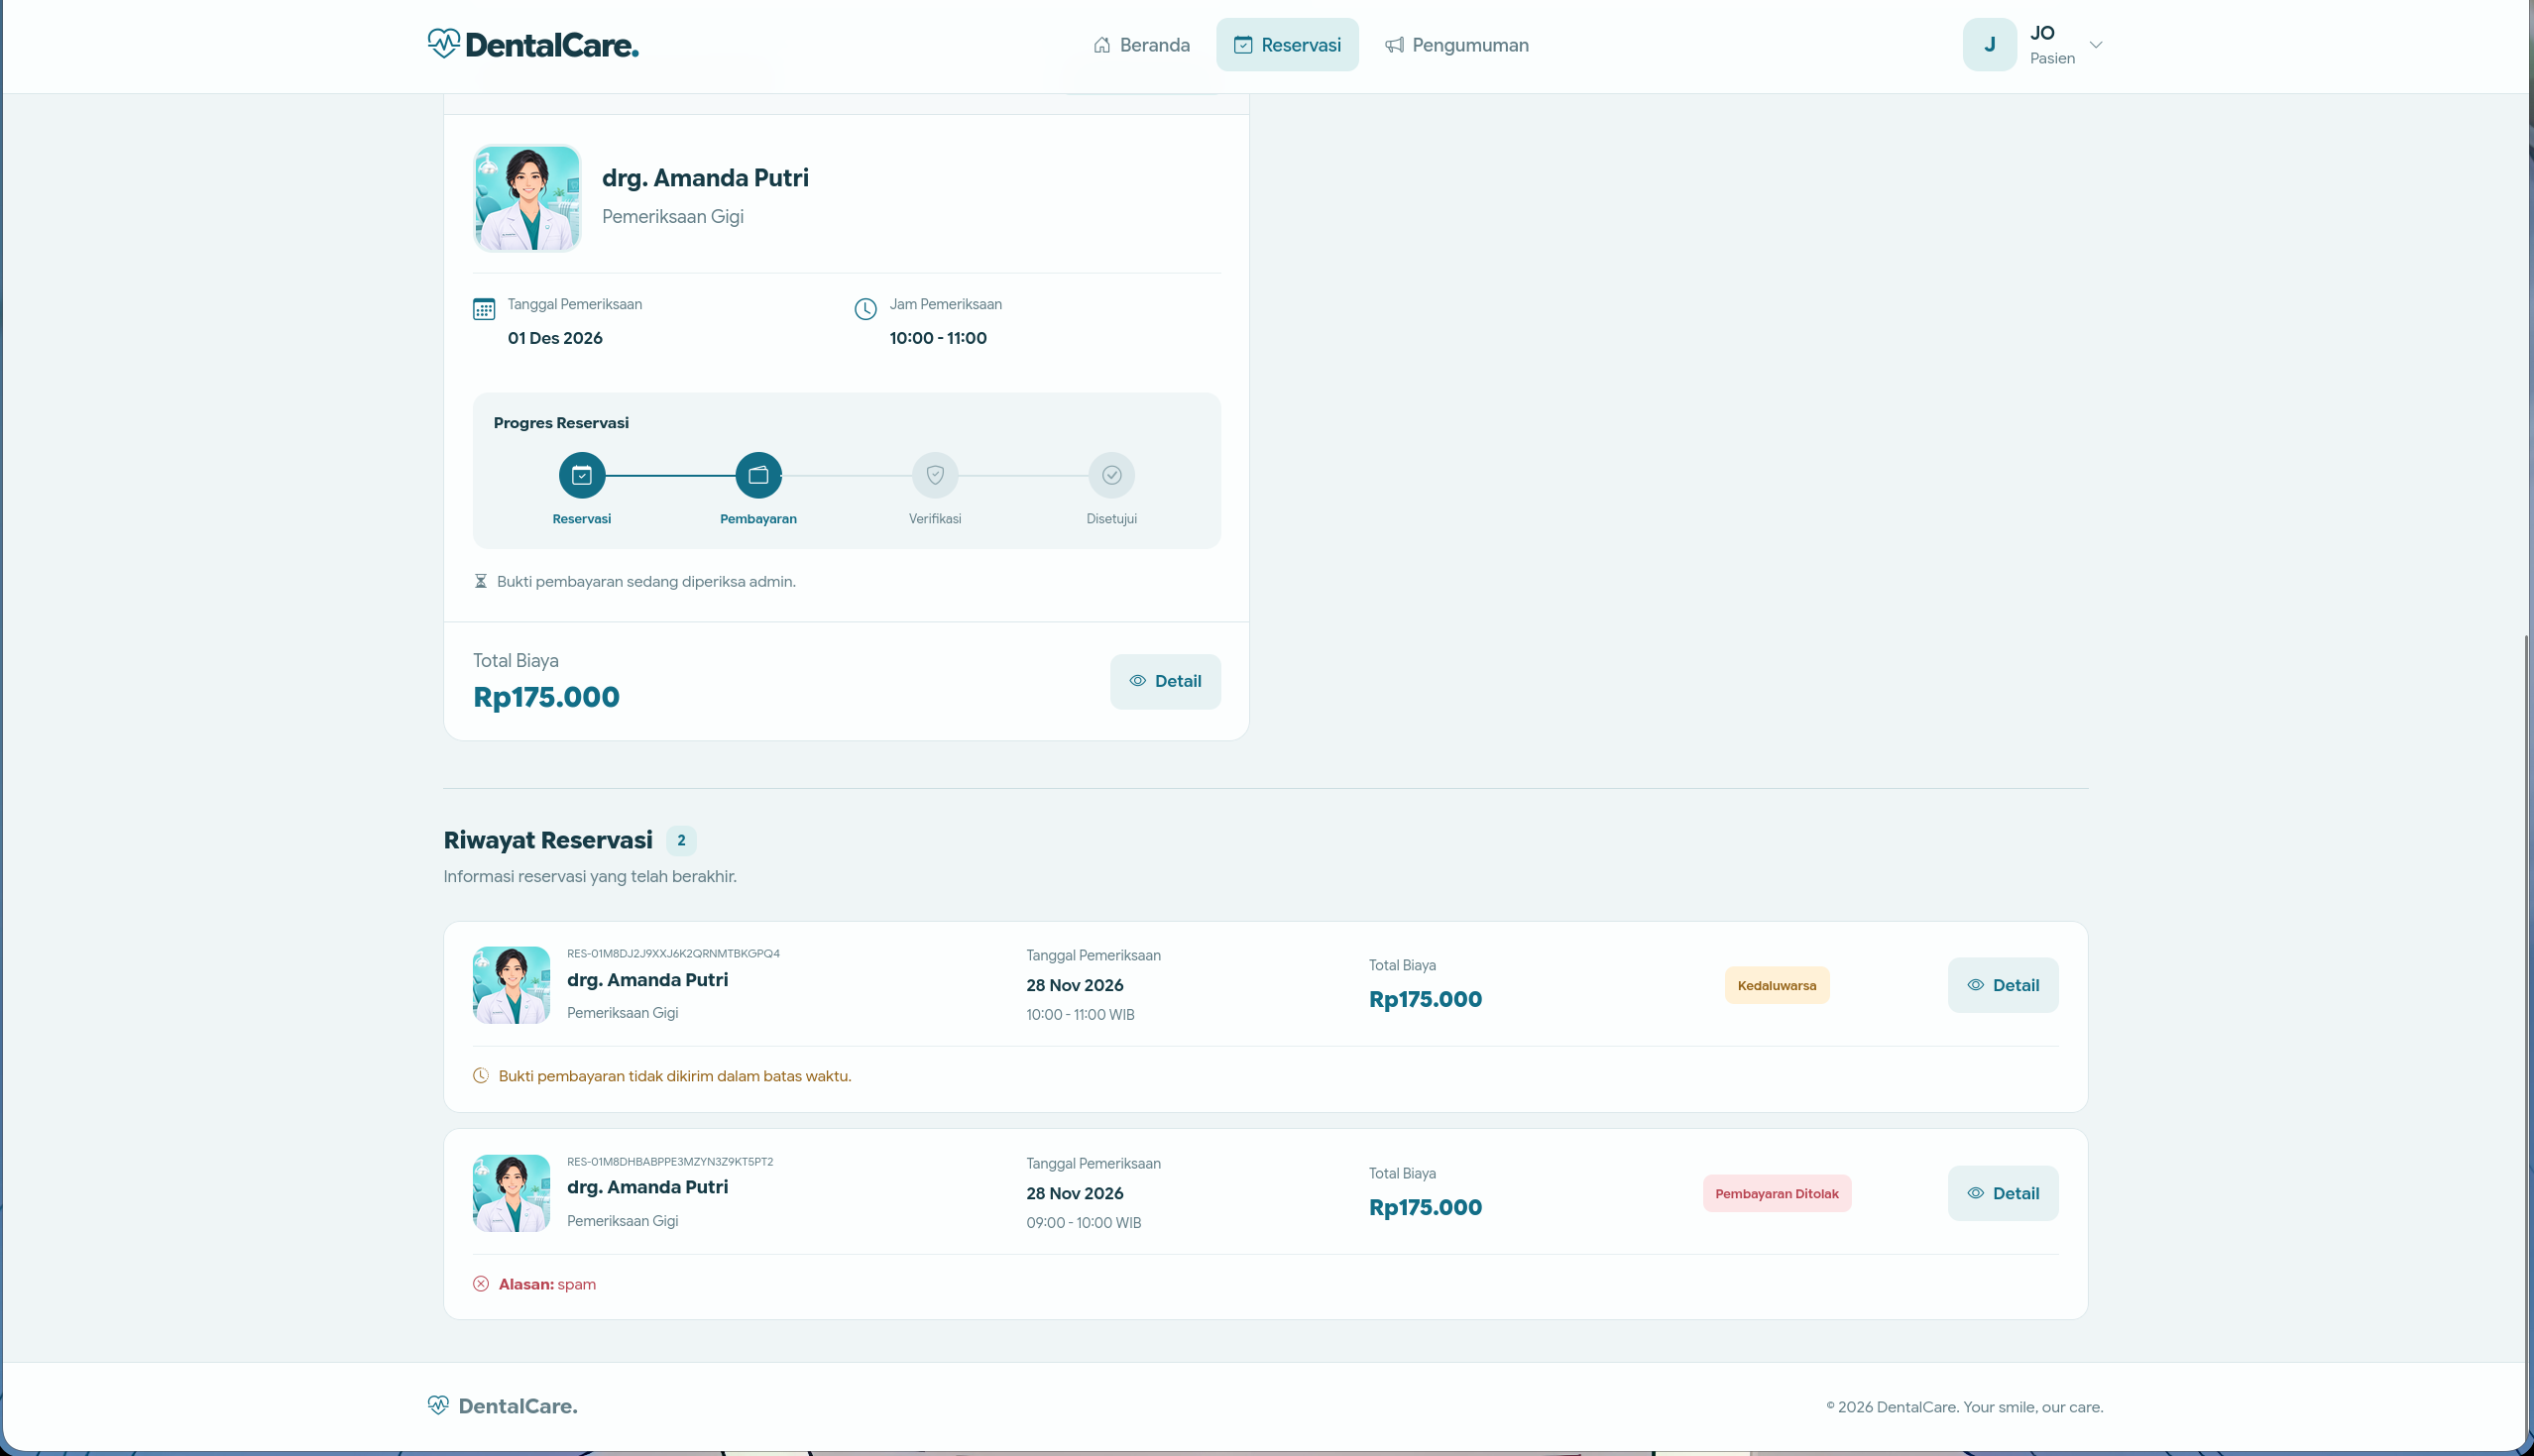 DentalCare.
Beranda
Reservasi
Pengumuman
J
JO
Pasien
drg. Amanda Putri
Pemeriksaan Gigi
Tanggal Pemeriksaan
01 Des 2026
Jam Pemeriksaan
10:00 - 11:00
Progres Reservasi
Reservasi
Pembayaran
Verifikasi
Disetujui
Bukti pembayaran sedang diperiksa admin.
Total Biaya
Rp175.000
Detail
Riwayat Reservasi 2
Informasi reservasi yang telah berakhir.
RES-01M8DJ2J9XXJ6K2QRNMTBKGPQ4
drg. Amanda Putri
Pemeriksaan Gigi
Tanggal Pemeriksaan
28 Nov 2026
10:00 - 11:00 WIB
Total Biaya
Rp175.000
Kedaluwarsa
Detail
Bukti pembayaran tidak dikirim dalam batas waktu.
RES-01M8DHBABPPE3MZYN3Z9KT5PT2
drg. Amanda Putri
Pemeriksaan Gigi
Tanggal Pemeriksaan
28 Nov 2026
09:00 - 10:00 WIB
Total Biaya
Rp175.000
Pembayaran Ditolak
Detail
Alasan: spam
DentalCare.
© 2026 DentalCare. Your smile, our care.